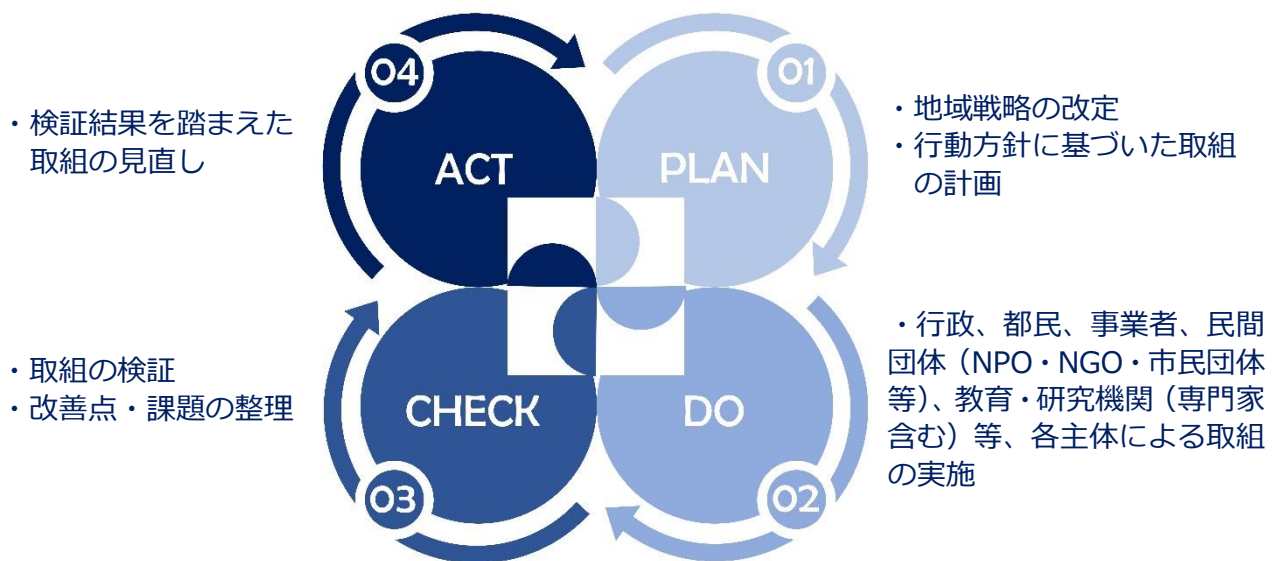 04
ACT
・検証結果を踏まえた
取組の見直し
01
PLAN
・地域戦略の改定
・行動方針に基づいた取組
の計画
・取組の検証
・改善点・課題の整理
CHECK
03
DO
02
・行政、都民、事業者、民間
団体（NPO・NGO・市民団体
等）、教育・研究機関（専門家
含む）等、各主体による取組
の実施